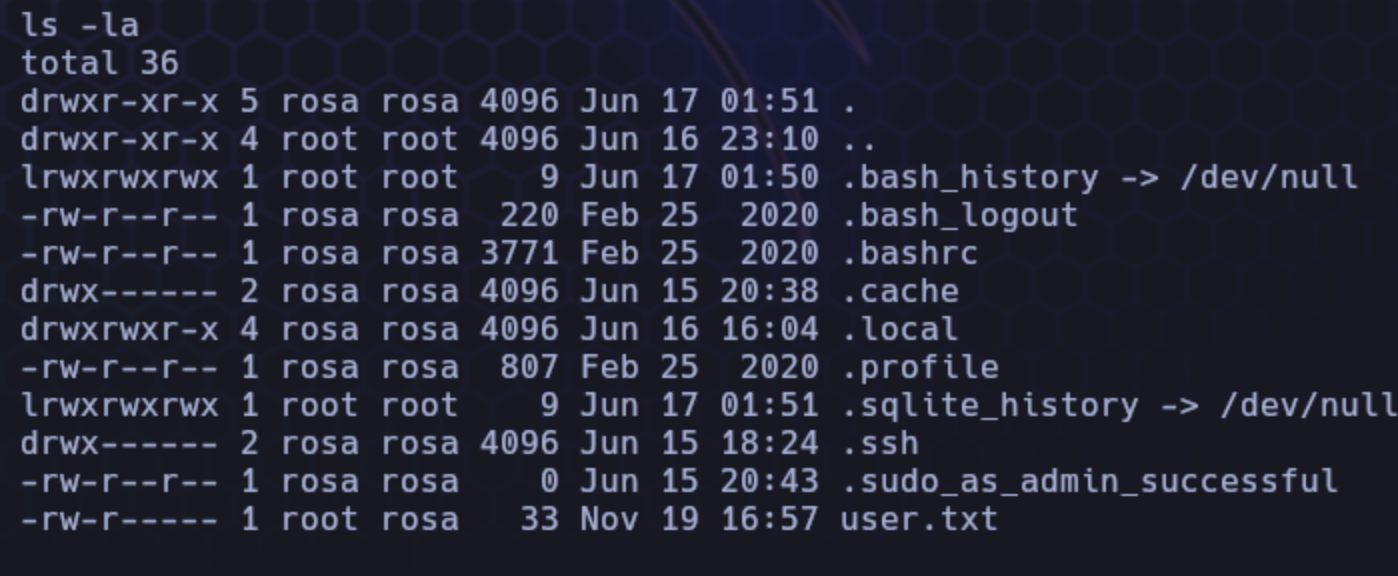 ls -la
total 36
drwxr-xr-x 5 rosa rosa 4096 Jun 17 01:51 .
drwxr-xr-x 4 root root 4096 Jun 16 23:10 ..
lrwxrwxrwx 1 root root    9 Jun 17 01:50 .bash_history -> /dev/null
-rw-r--r-- 1 rosa rosa  220 Feb 25  2020 .bash_logout
-rw-r--r-- 1 rosa rosa 3771 Feb 25  2020 .bashrc
drwx------ 2 rosa rosa 4096 Jun 15 20:38 .cache
drwxrwxr-x 4 rosa rosa 4096 Jun 16 16:04 .local
-rw-r--r-- 1 rosa rosa  807 Feb 25  2020 .profile
lrwxrwxrwx 1 root root    9 Jun 17 01:51 .sqlite_history -> /dev/null
drwx------ 2 rosa rosa 4096 Jun 15 18:24 .ssh
-rw-r--r-- 1 rosa rosa    0 Jun 15 20:43 .sudo_as_admin_successful
-rw-r----- 1 root rosa   33 Nov 19 16:57 user.txt